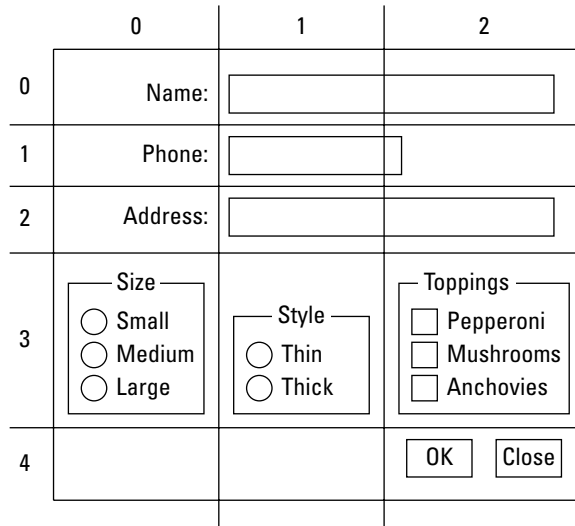 0 1 2
0 Name:
1 Phone:
2 Address:
3
Size
Small
Medium
Large
Style
Thin
Thick
Toppings
Pepperoni
Mushrooms
Anchovies
4 OK Close